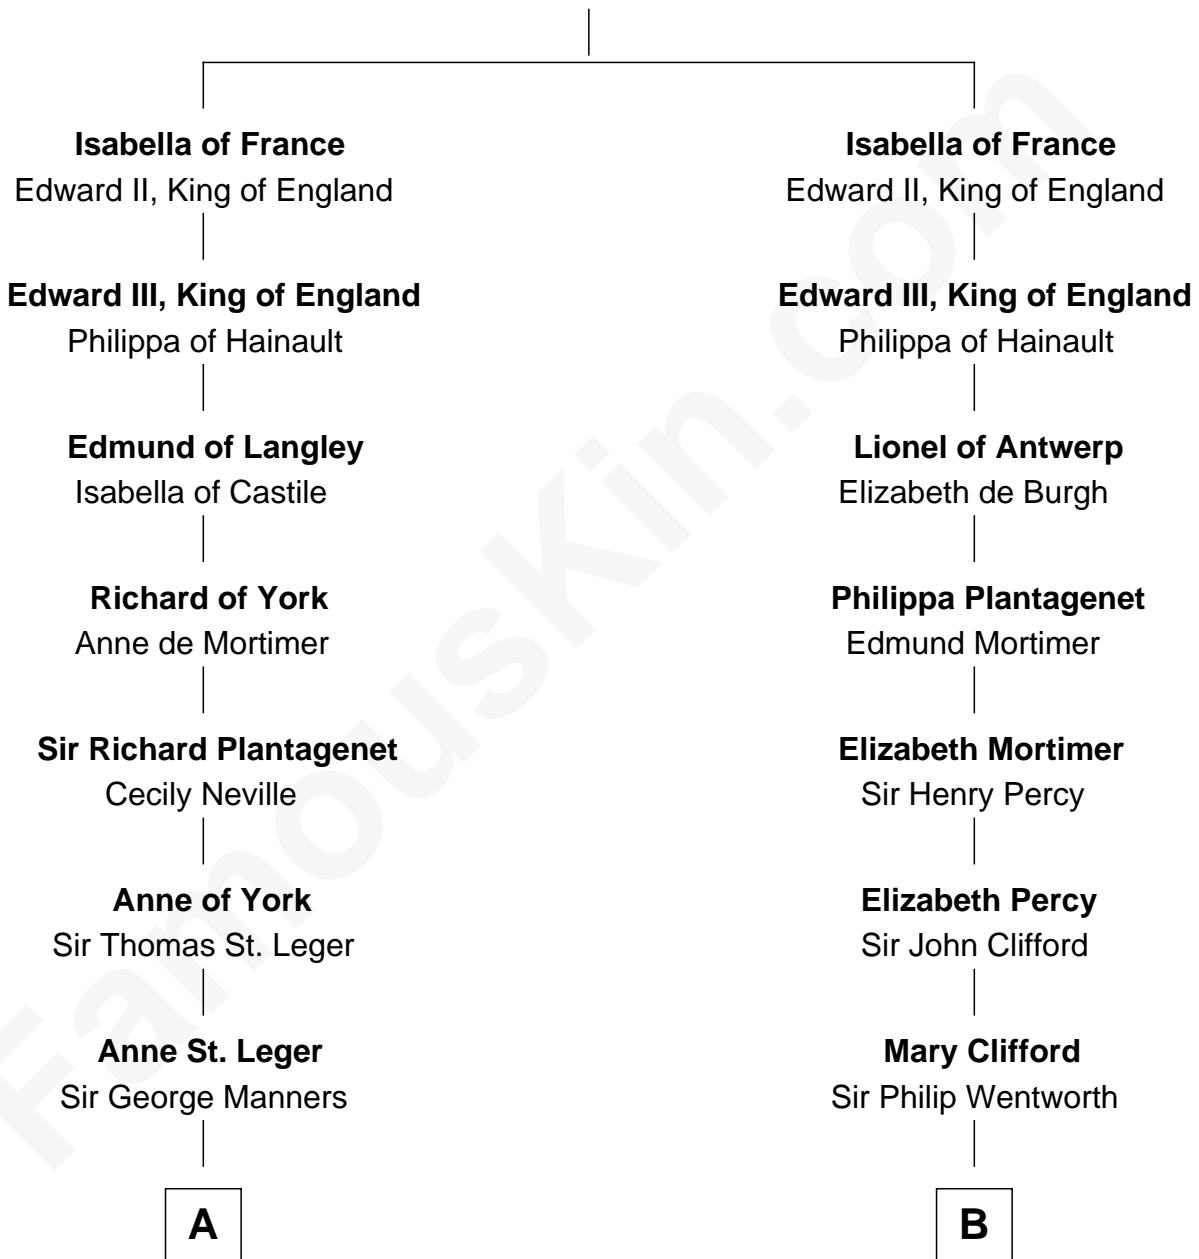 Isabella of France
Edward II, King of England
Edward III, King of England
Philippa of Hainault
Edmund of Langley
Isabella of Castile
Richard of York
Anne de Mortimer
Sir Richard Plantagenet
Cecily Neville
Anne of York
Sir Thomas St. Leger
Anne St. Leger
Sir George Manners
A
Isabella of France
Edward II, King of England
Edward III, King of England
Philippa of Hainault
Lionel of Antwerp
Elizabeth de Burgh
Philippa Plantagenet
Edmund Mortimer
Elizabeth Mortimer
Sir Henry Percy
Elizabeth Percy
Sir John Clifford
Mary Clifford
Sir Philip Wentworth
B
FamousKin.com